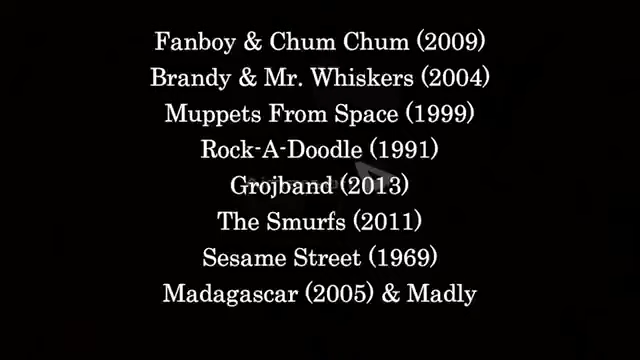 Fanboy & Chum Chum (2009)
Brandy & Mr. Whiskers (2004)
Muppets From Space (1999)
Rock-A-Doodle (1991)
Grojband (2013)
The Smurfs (2011)
Sesame Street (1969)
Madagascar (2005) & Madly